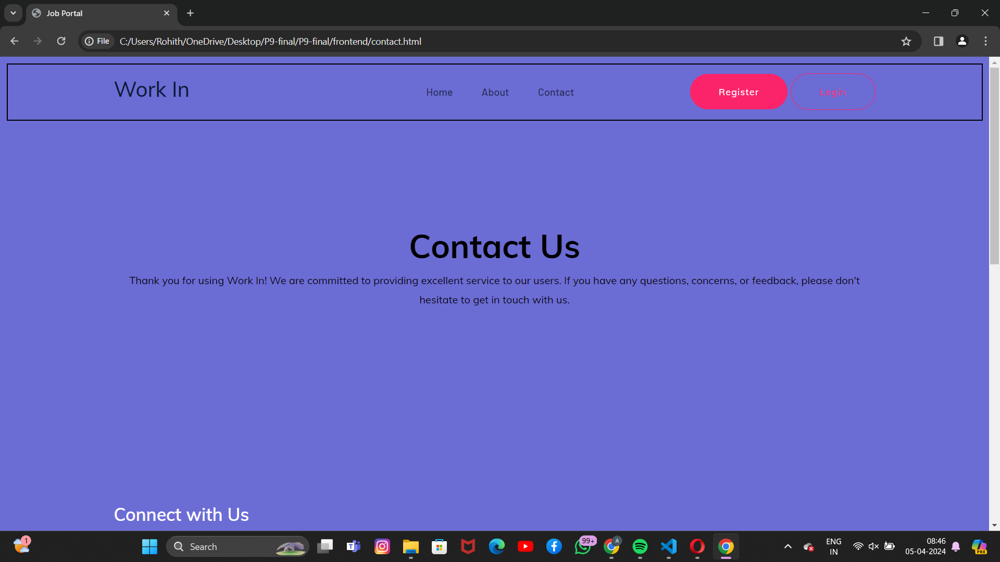 Job Portal
File
C:/Users/Rohith/OneDrive/Desktop/P9-final/P9-final/frontend/contact.html
Work In
Home
About
Contact
Register
Login
Contact Us
Thank you for using Work In! We are committed to providing excellent service to our users. If you have any questions, concerns, or feedback, please don't
hesitate to get in touch with us.
Connect with Us
1
Search
99+
A
ENG
IN
08:46
05-04-2024
PRE